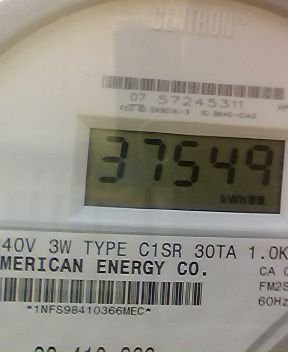 CENTRON
07 57245311
37549
kWh
40V 3W TYPE C1SR 30TA 1.0K
MERICAN ENERGY CO.
CA 0
FM2S
60Hz
*1NFS98410366MEC*